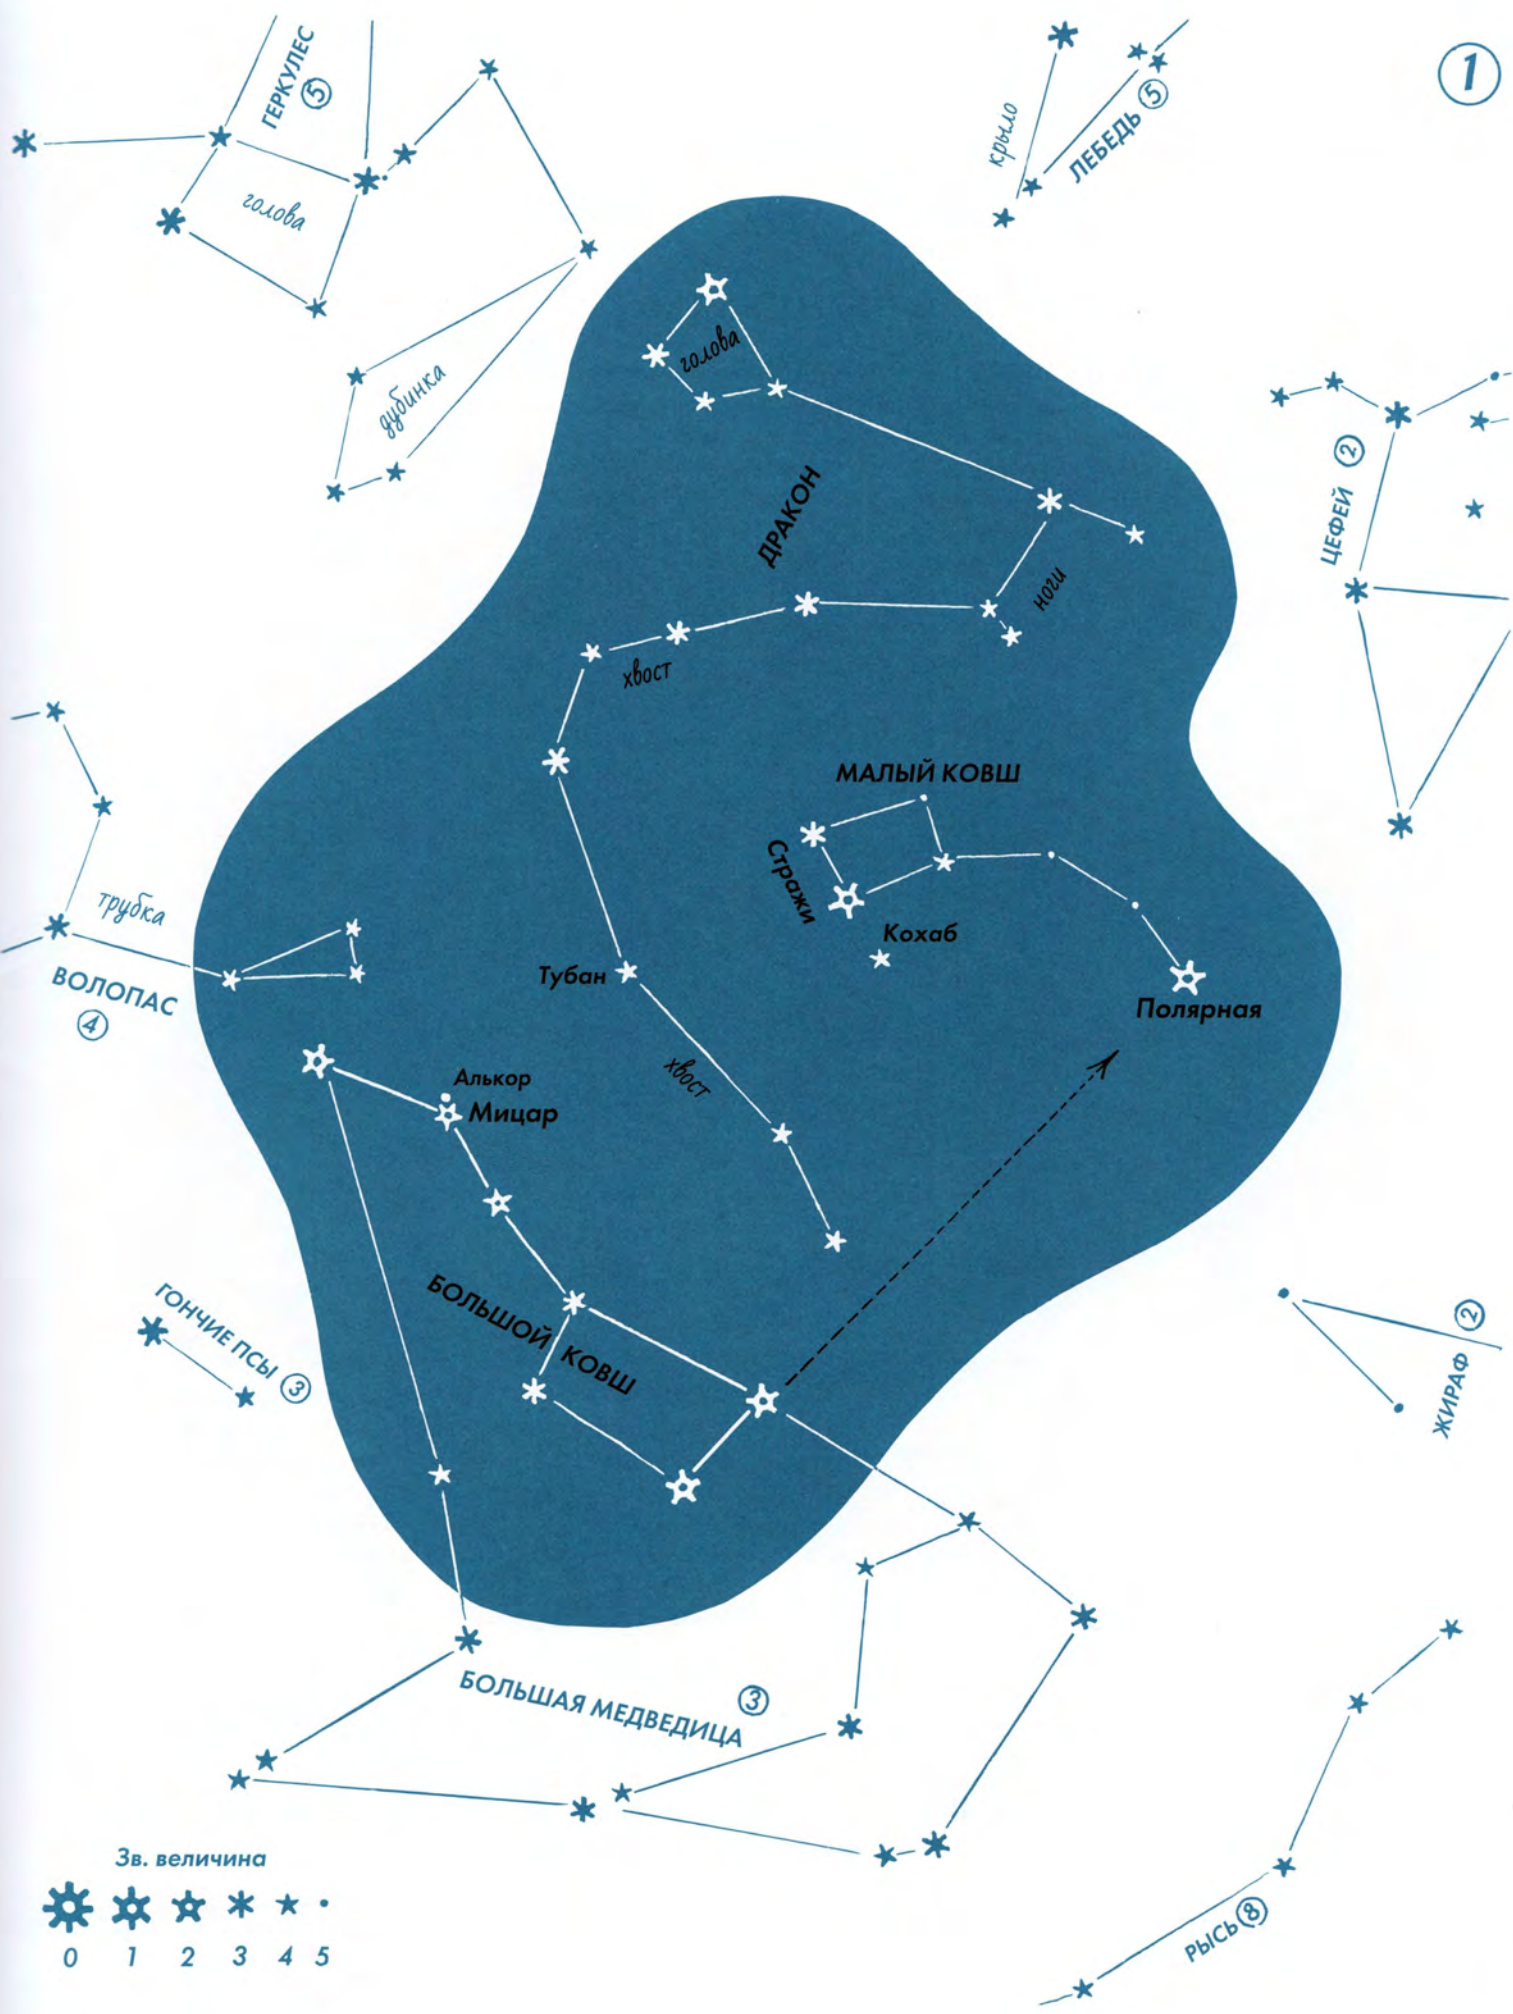 1
ГЕРКУЛЕС
5
голова
крыло
ЛЕБЕДЬ 5
голова
дубинка
ДРАКОН
ЦЕФЕЙ 2
ноги
хвост
МАЛЫЙ КОВШ
Стражи
Кохаб
трубка
ВОЛОПАС
4
Тубан
Полярная
хвост
Алькор
Мицар
БОЛЬШОЙ КОВШ
ГОНЧИЕ ПСЫ 3
ЖИРАФ 2
БОЛЬШАЯ МЕДВЕДИЦА 3
РЫСЬ 8
Зв. величина
0 1 2 3 4 5